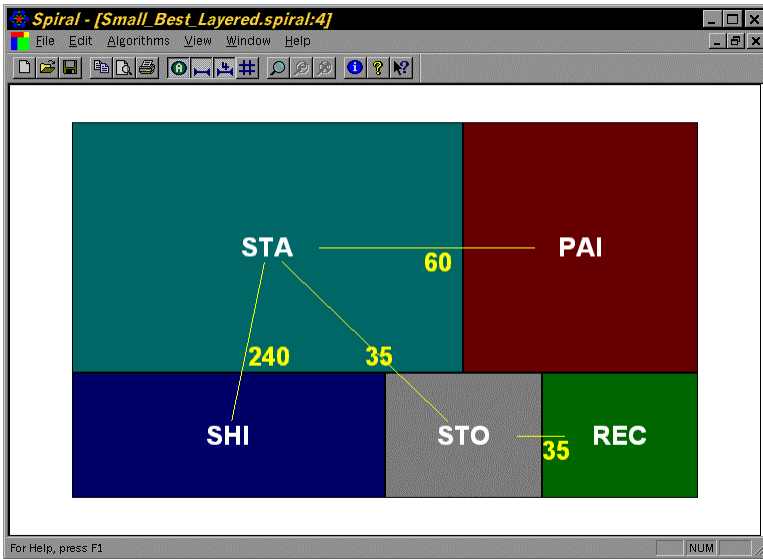 Spiral - [Small_Best_Layered.spiral:4]
File Edit Algorithms View Window Help
STA PAI
60
240 35
SHI STO REC
35
For Help, press F1 NUM